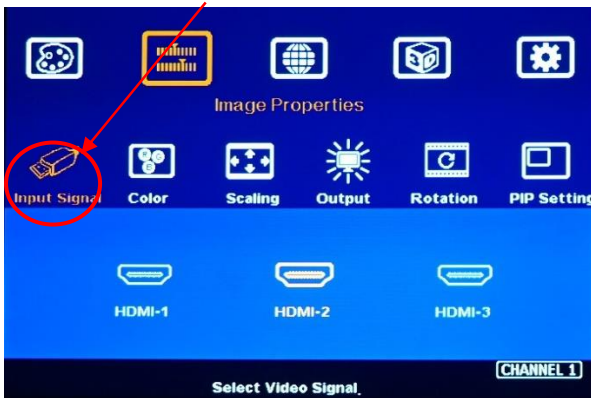 3D
Image Properties
R G B
Input Signal Color Scaling Output Rotation PIP Setting
HDMI-1 HDMI-2 HDMI-3
CHANNEL 1
Select Video Signal